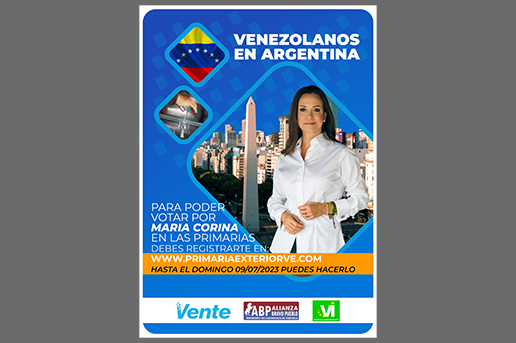 VENEZOLANOS
EN ARGENTINA
PARA PODER
VOTAR POR
MARIA CORINA
EN LAS PRIMARIAS
DEBES REGISTRARTE EN:
WWW.PRIMARIAEXTERIORVE.COM
HASTA EL DOMINGO 09/07/2023 PUEDES HACERLO
Vente
ABP ALIANZA
BRAVO PUEBLO
VI